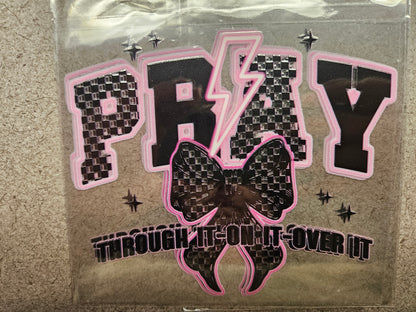 PRAY
THROUGH IT-ON IT-OVER IT